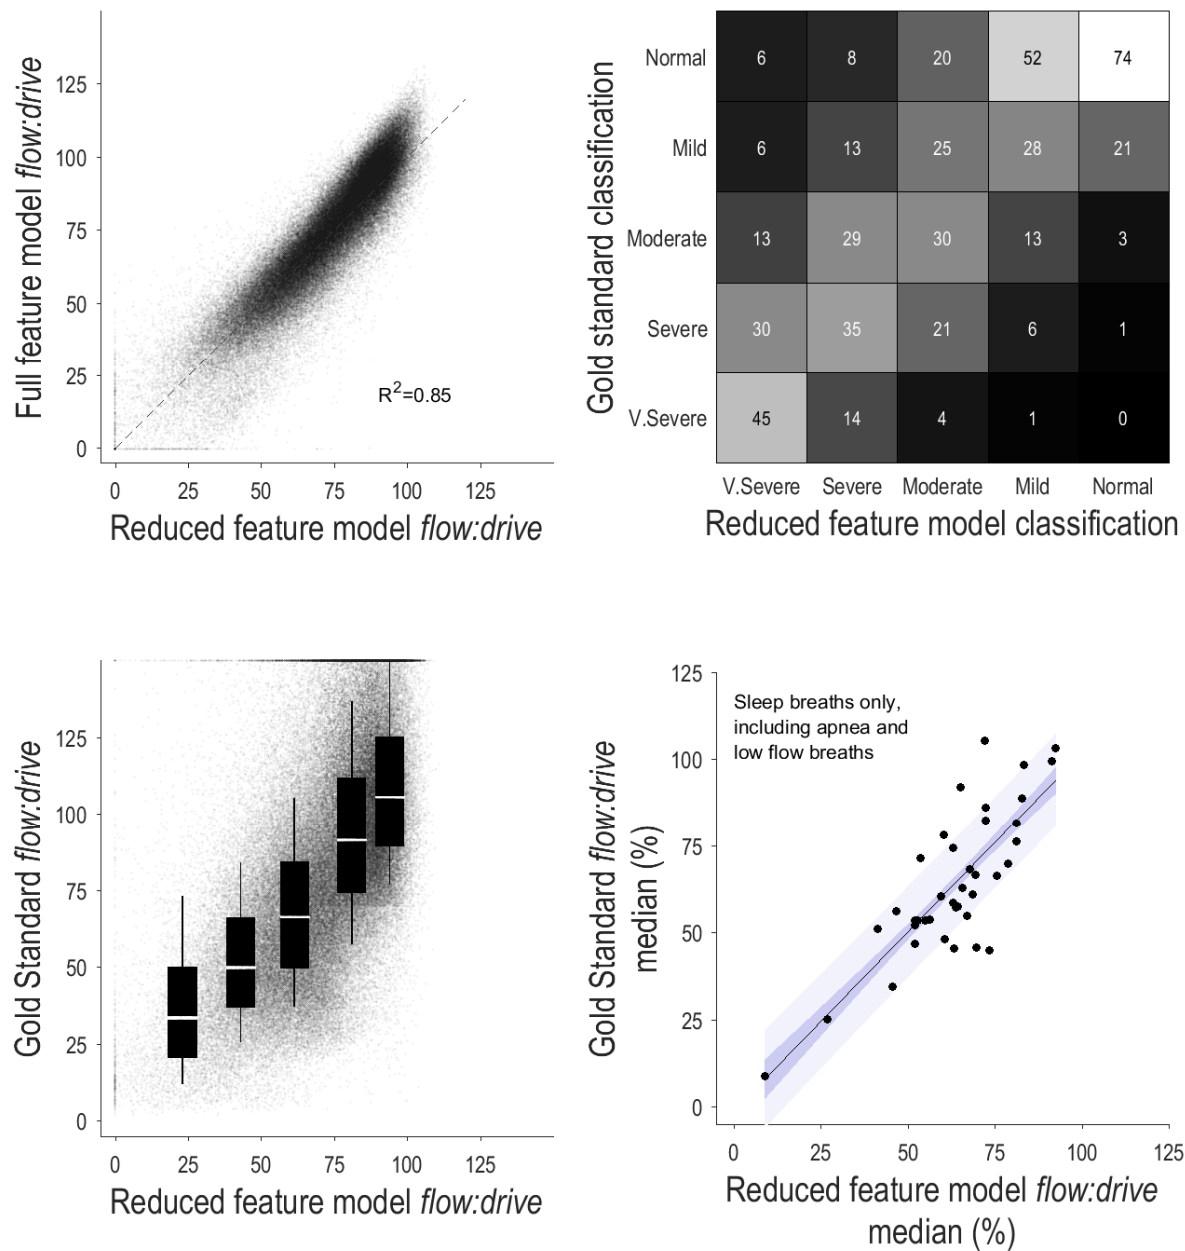 Full feature model flow:drive
125
100
75
50
25
0
R2=0.85
0 25 50 75 100 125
Reduced feature model flow:drive
Gold standard classification
Normal 6 8 20 52 74
Mild 6 13 25 28 21
Moderate 13 29 30 13 3
Severe 30 35 21 6 1
V.Severe 45 14 4 1 0
V.Severe Severe Moderate Mild Normal
Reduced feature model classification
Gold Standard flow:drive
125
100
75
50
25
0
0 25 50 75 100 125
Reduced feature model flow:drive
Gold Standard flow:drive
median (%)
125
100
75
50
25
0
Sleep breaths only,
including apnea and
low flow breaths
0 25 50 75 100 125
Reduced feature model flow:drive
median (%)